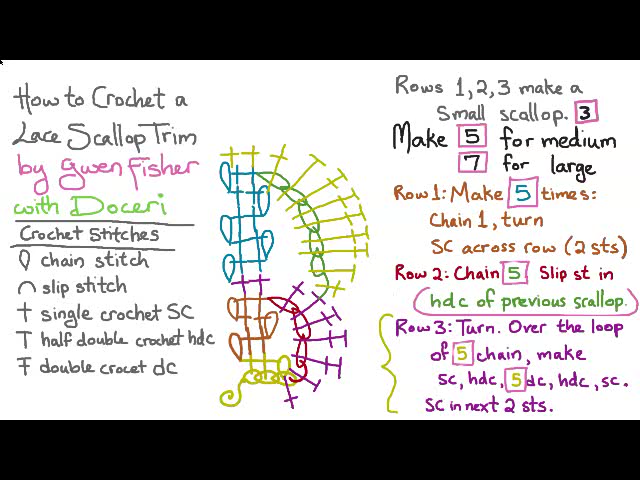 How to Crochet a
Lace Scallop Trim
by Gwen Fisher
with Doceri
Crochet Stitches
chain stitch
slip stitch
single crochet SC
half double crochet hdc
double crocet dc
Rows 1, 2, 3 make a
Small scallop. 3
Make 5 for medium
7 for large
Row 1: Make 5 times:
Chain 1, turn
SC across row (2 sts)
Row 2: Chain 5 Slip st in
hdc of previous scallop.
Row 3: Turn. Over the loop
of 5 chain, make
sc, hdc, 5 dc, hdc, sc.
SC in next 2 sts.